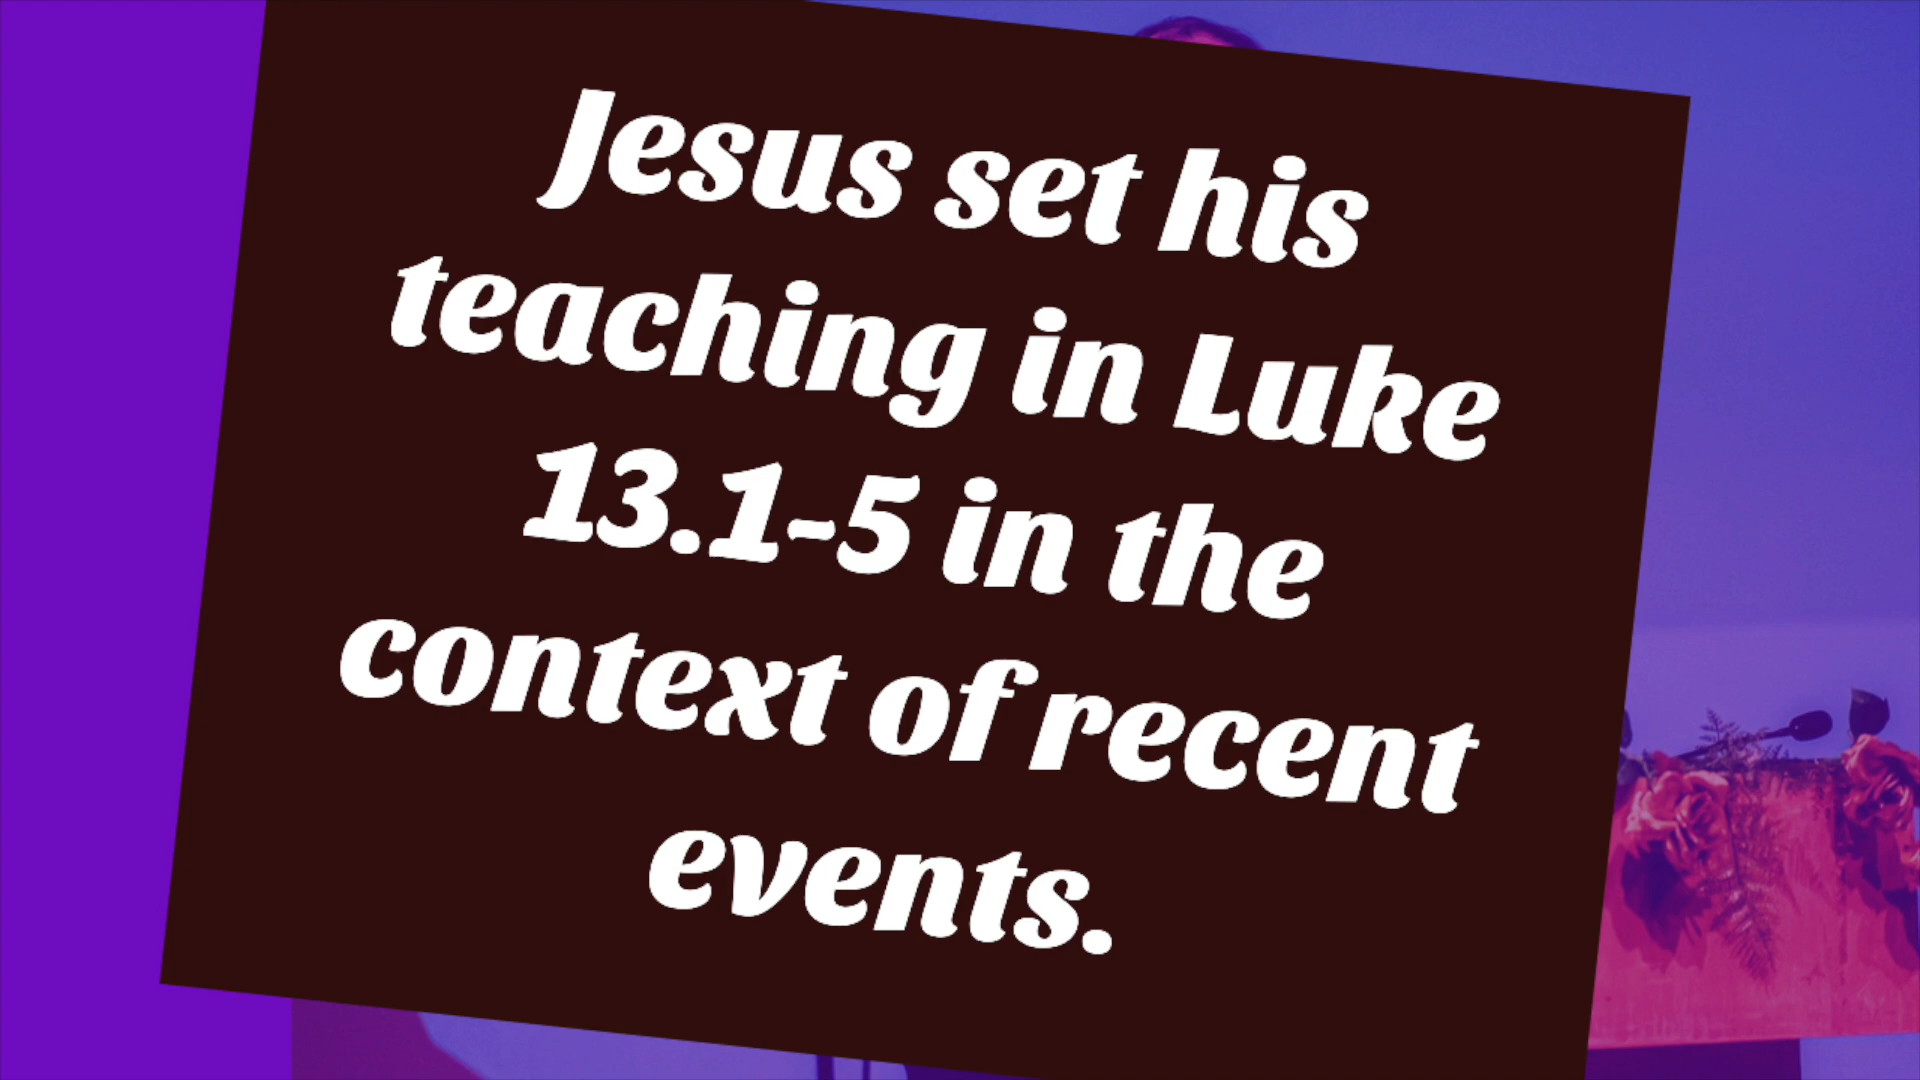 Jesus set his
teaching in Luke
13.1-5 in the
context of recent
events.